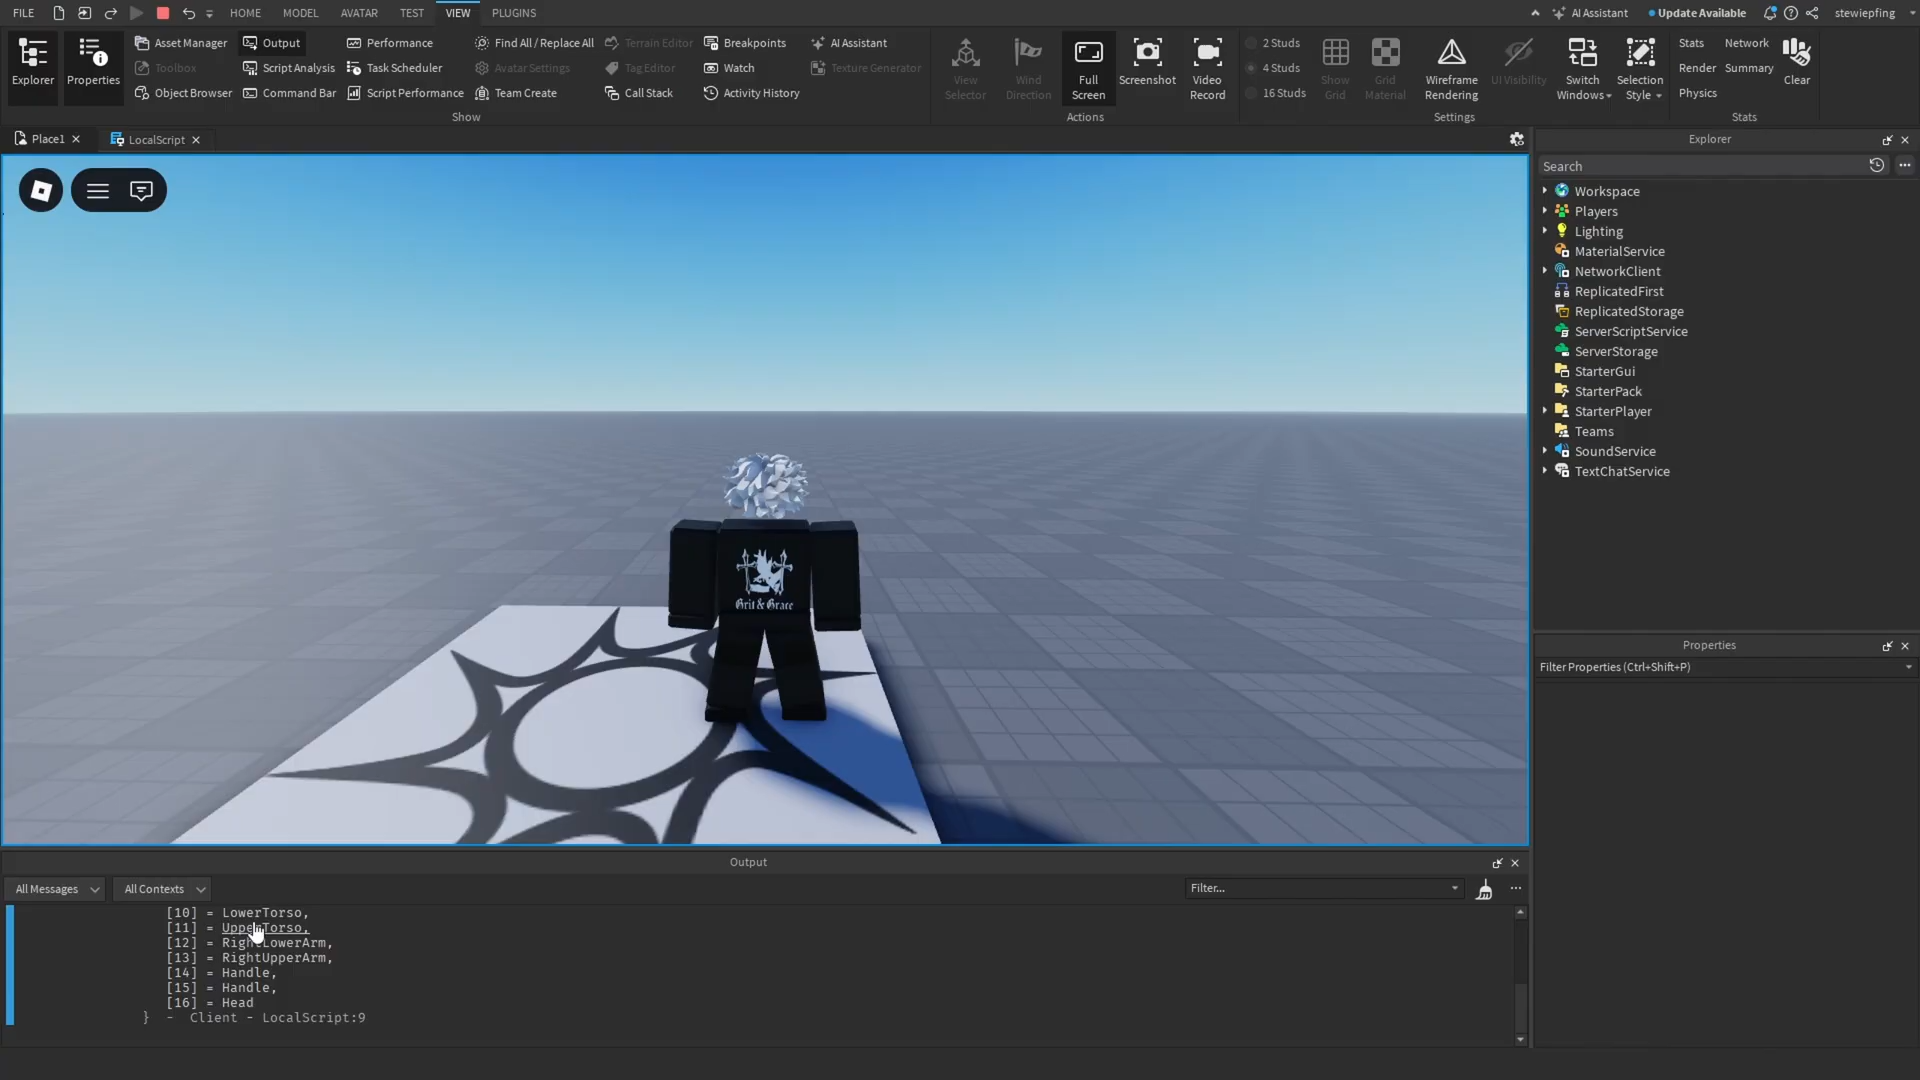 FILE HOME MODEL AVATAR TEST VIEW PLUGINS AI Assistant Update Available stewiepfing
Explorer
Properties
Asset Manager
Toolbox
Object Browser
Output
Script Analysis
Command Bar
Performance
Task Scheduler
Script Performance
Find All / Replace All
Avatar Settings
Team Create
Terrain Editor
Tag Editor
Call Stack
Breakpoints
Watch
Activity History
AI Assistant
Texture Generator
Show
View
Selector
Wind
Direction
Full
Screen
Screenshot
Video
Record
Actions
2 Studs
4 Studs
16 Studs
Show
Grid
Grid
Material
Wireframe
Rendering
UI Visibility
Switch
Windows
Selection
Style
Settings
Stats
Render
Physics
Network
Summary
Clear
Stats
Place1
LocalScript
Grit & Grace
Explorer
Search
Workspace
Players
Lighting
MaterialService
NetworkClient
ReplicatedFirst
ReplicatedStorage
ServerScriptService
ServerStorage
StarterGui
StarterPack
StarterPlayer
Teams
SoundService
TextChatService
Properties
Filter Properties (Ctrl+Shift+P)
Output
All Messages All Contexts Filter...
[10] = LowerTorso,
[11] = UpperTorso,
[12] = RightLowerArm,
[13] = RightUpperArm,
[14] = Handle,
[15] = Handle,
[16] = Head
} - Client - LocalScript:9